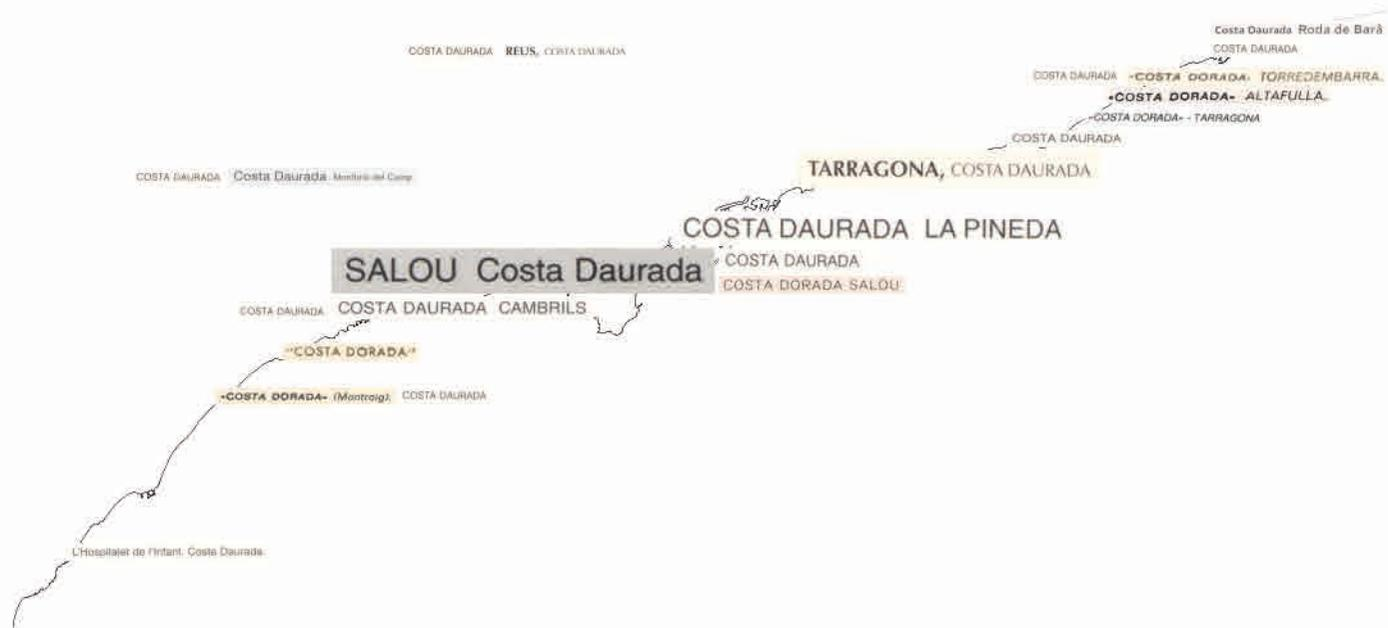 Costa Daurada Roda de Barà
COSTA DAURADA REUS, COSTA DAURADA
COSTA DAURADA
COSTA DAURADA «COSTA DORADA» TORREDEMBARRA.
«COSTA DORADA» ALTAFULLA.
«COSTA DORADA» - TARRAGONA
COSTA DAURADA
TARRAGONA, COSTA DAURADA
COSTA DAURADA Costa Daurada Montbrió del Camp
COSTA DAURADA LA PINEDA
COSTA DAURADA
SALOU Costa Daurada
COSTA DORADA SALOU
COSTA DAURADA COSTA DAURADA CAMBRILS
"COSTA DORADA"
«COSTA DORADA» (Montroig). COSTA DAURADA
L'Hospitalet de l'Infant. Costa Daurada.